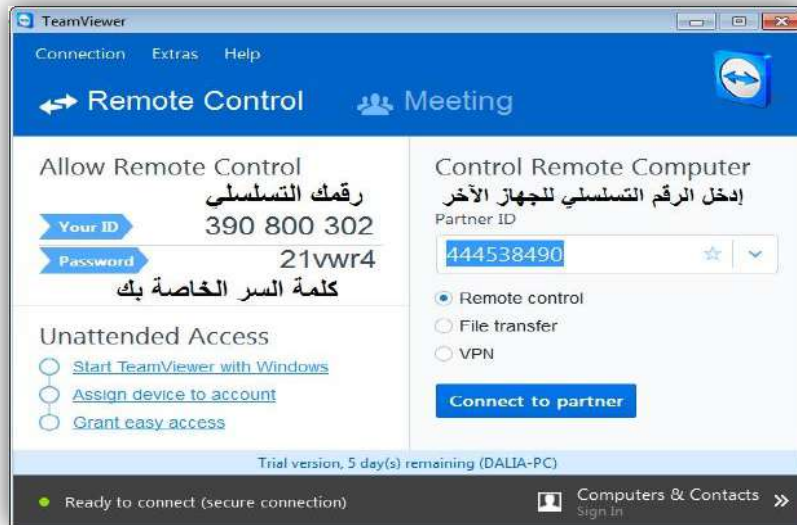 TeamViewer
Connection Extras Help
Remote Control Meeting
Allow Remote Control
رقمك التسلسلي
Your ID 390 800 302
Password 21vwr4
كلمة السر الخاصة بك
Unattended Access
Start TeamViewer with Windows
Assign device to account
Grant easy access
Control Remote Computer
إدخل الرقم التسلسلي للجهاز الآخر
Partner ID
444538490
Remote control
File transfer
VPN
Connect to partner
Trial version, 5 day(s) remaining (DALIA-PC)
Ready to connect (secure connection)
Computers & Contacts
Sign In